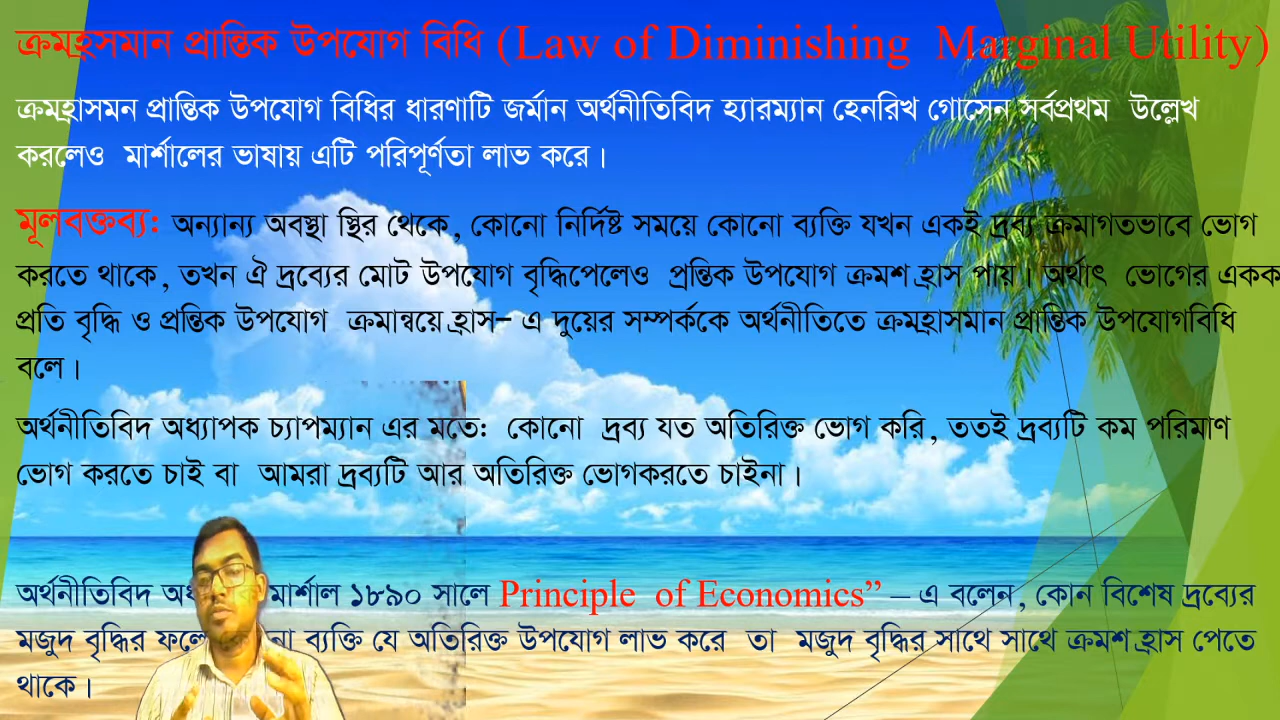 ক্রমহ্রসমান প্রান্তিক উপযোগ বিধি (Law of Diminishing Marginal Utility)
ক্রমহ্রাসমন প্রান্তিক উপযোগ বিধির ধারণাটি জর্মান অর্থনীতিবিদ হ্যারম্যান হেনরিখ গোসেন সর্বপ্রথম উল্লেখ
করলেও মার্শালের ভাষায় এটি পরিপূর্ণতা লাভ করে।
মূলবক্তব্য: অন্যান্য অবস্থা স্থির থেকে, কোনো নির্দিষ্ট সময়ে কোনো ব্যক্তি যখন একই দ্রব্য ক্রমাগতভাবে ভোগ
করতে থাকে, তখন ঐ দ্রব্যের মোট উপযোগ বৃদ্ধিপেলেও প্রন্তিক উপযোগ ক্রমশ হ্রাস পায়। অর্থাৎ ভোগের একক
প্রতি বৃদ্ধি ও প্রন্তিক উপযোগ ক্রমান্বয়ে হ্রাস– এ দুয়ের সম্পর্ককে অর্থনীতিতে ক্রমহ্রাসমান প্রান্তিক উপযোগবিধি
বলে।
অর্থনীতিবিদ অধ্যাপক চ্যাপম্যান এর মতে: কোনো দ্রব্য যত অতিরিক্ত ভোগ করি, ততই দ্রব্যটি কম পরিমাণ
ভোগ করতে চাই বা আমরা দ্রব্যটি আর অতিরিক্ত ভোগকরতে চাইনা।
অর্থনীতিবিদ মার্শাল ১৮৯০ সালে Principle of Economics” – এ বলেন, কোন বিশেষ দ্রব্যের
মজুদ বৃদ্ধির ফলে ব্যক্তি যে অতিরিক্ত উপযোগ লাভ করে তা মজুদ বৃদ্ধির সাথে সাথে ক্রমশ হ্রাস পেতে
থাকে।